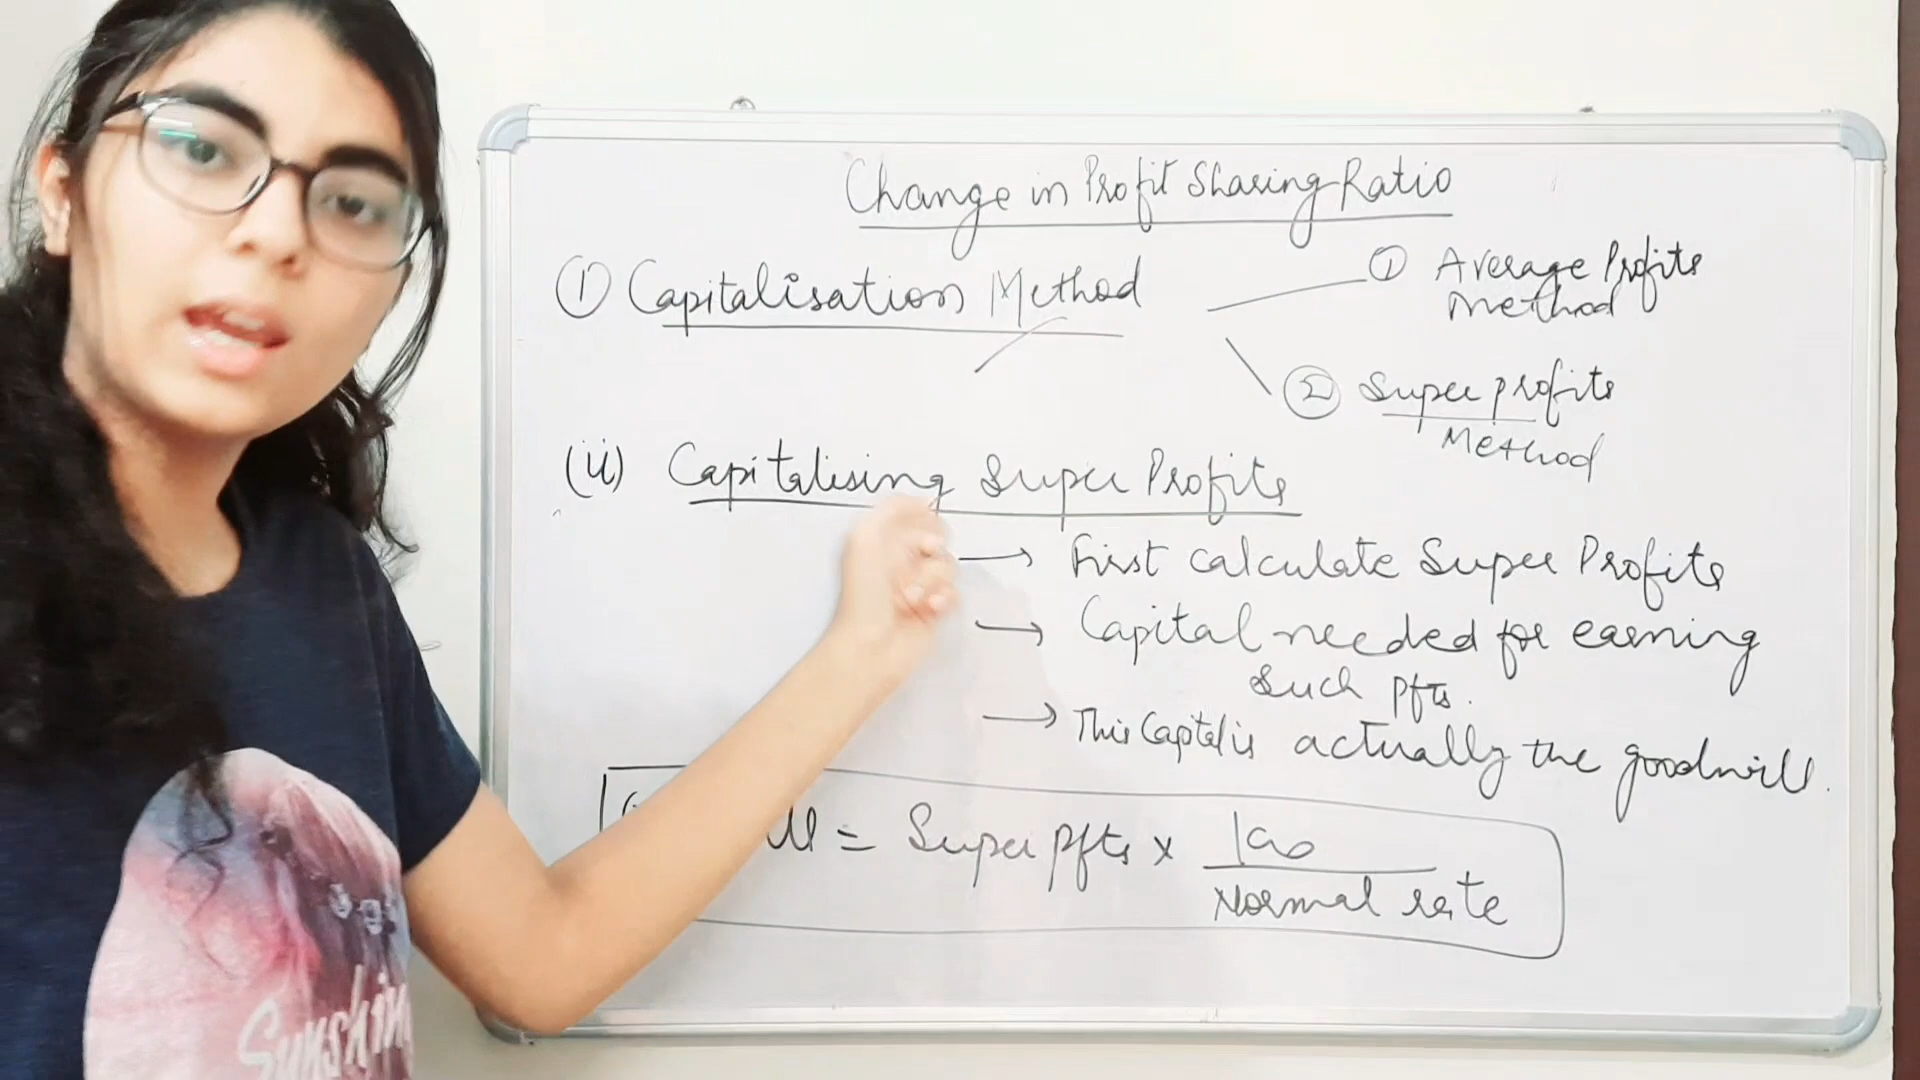 Change in Profit Sharing Ratio
① Capitalisation Method
① Average Profits
Method
② Super profits
Method
(ii) Capitalising Super Profits
→ First calculate Super Profits
→ Capital needed for earning
such pfts.
→ This Capital is actually the goodwill.
= Super pfts × 100
Normal rate
Sunshin